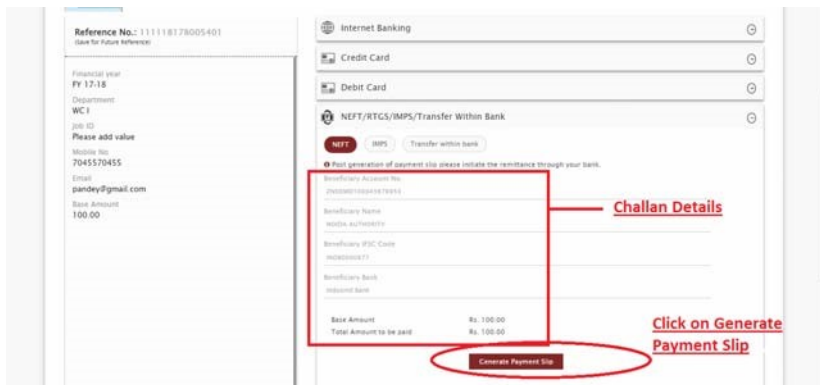 Reference No.: 111118178005401
(Save for Future Reference)
Financial year
FY 17-18
Department
WC I
Job ID
Please add value
Mobile No
7045570455
Email
pandey@gmail.com
Base Amount
100.00
Internet Banking
Credit Card
Debit Card
NEFT/RTGS/IMPS/Transfer Within Bank
NEFT
IMPS
Transfer within bank
Post generation of payment slip please initiate the remittance through your bank.
Beneficiary Account No.
Beneficiary Name
NOIDA AUTHORITY
Beneficiary IFSC Code
Beneficiary Bank
Indusind Bank
Base Amount Rs. 100.00
Total Amount to be paid Rs. 100.00
Generate Payment Slip
Challan Details
Click on Generate
Payment Slip